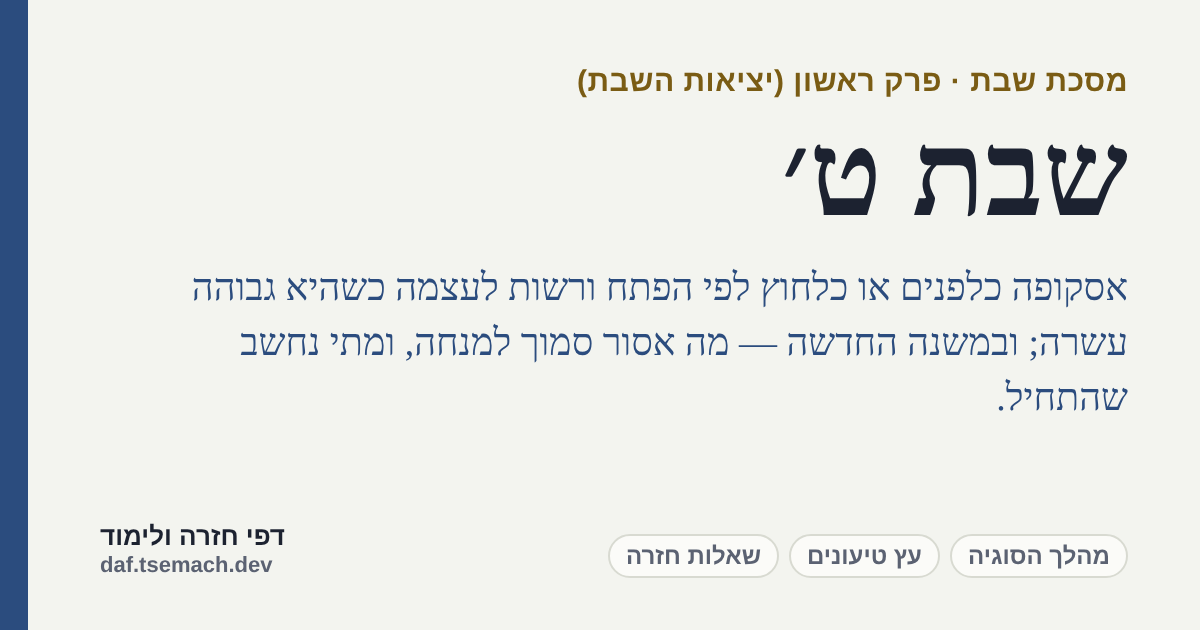 מסכת שבת · פרק ראשון (יציאות השבת)
שבת ט׳
אסקופה כלפנים או כלחוץ לפי הפתח ורשות לעצמה כשהיא גבוהה
עשרה; ובמשנה החדשה — מה אסור סמוך למנחה, ומתי נחשב
שהתחיל.
מהלך הסוגיה
עץ טיעונים
שאלות חזרה
דפי חזרה ולימוד
daf.tsemach.dev